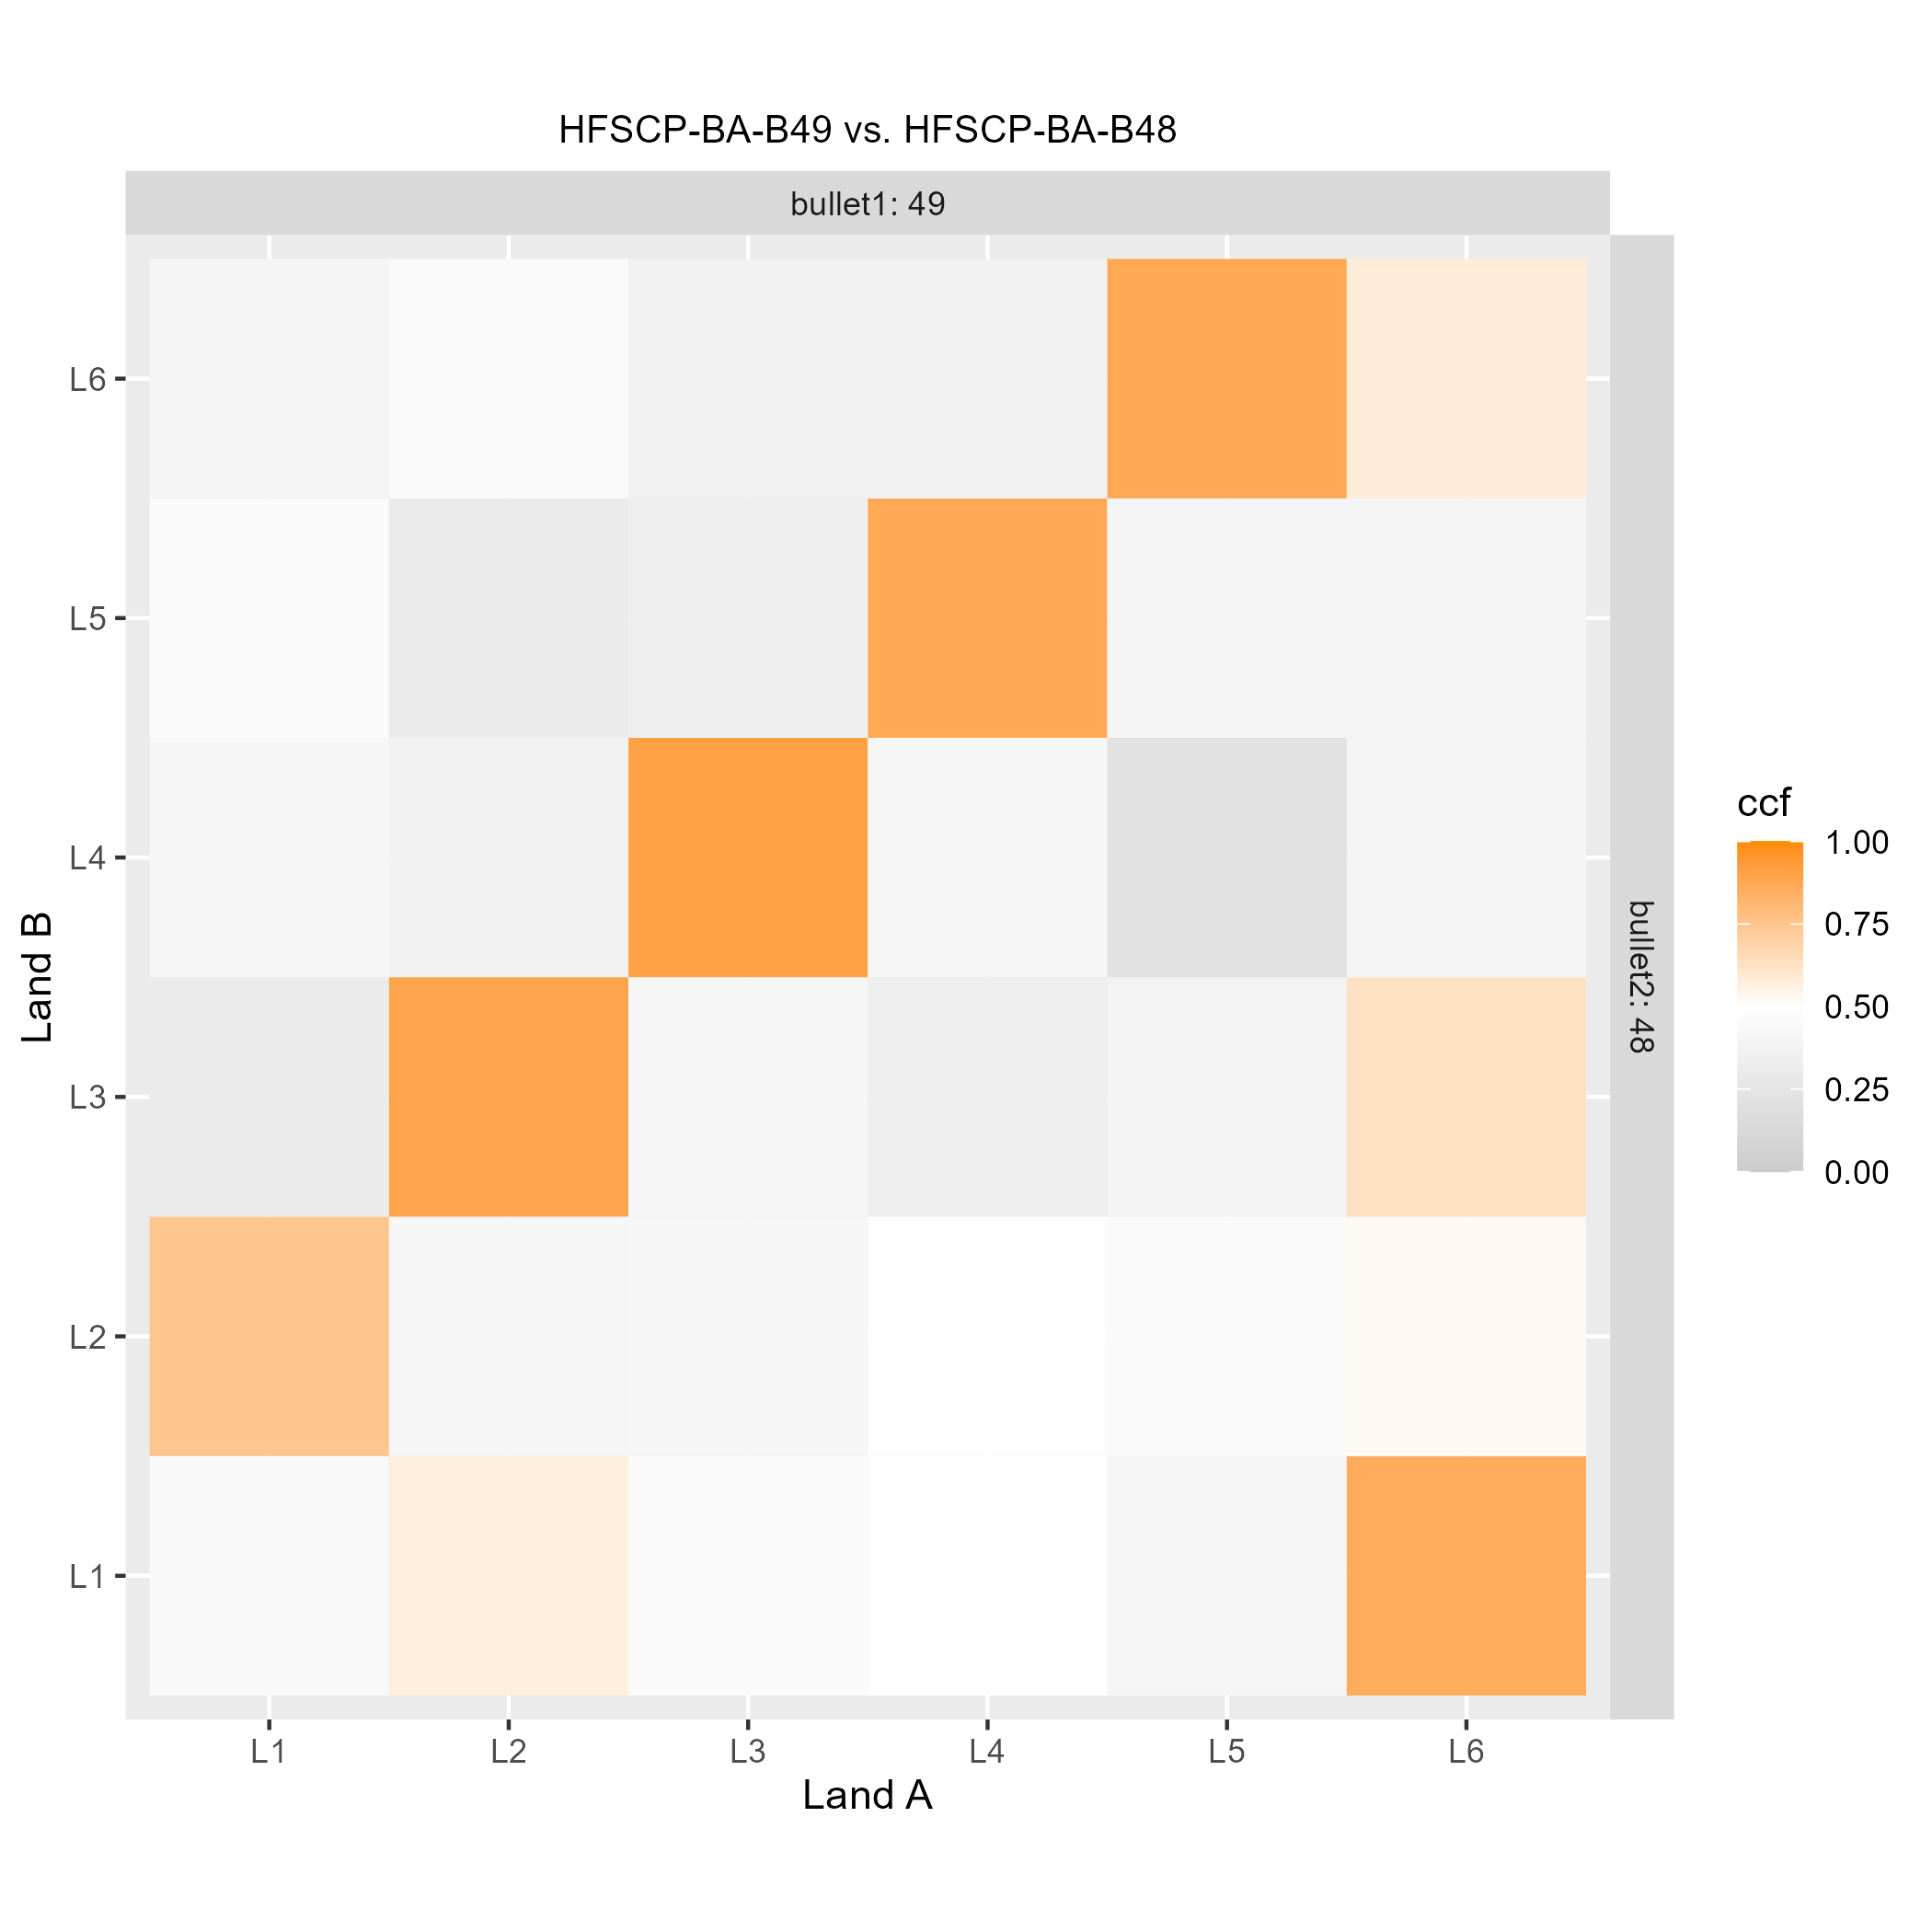 HFSCP-BA-B49 vs. HFSCP-BA-B48
bullet1: 49
L6
L5
L4
L3
L2
L1
Land B
bullet2: 48
L1 L2 L3 L4 L5 L6
Land A
ccf
1.00
0.75
0.50
0.25
0.00